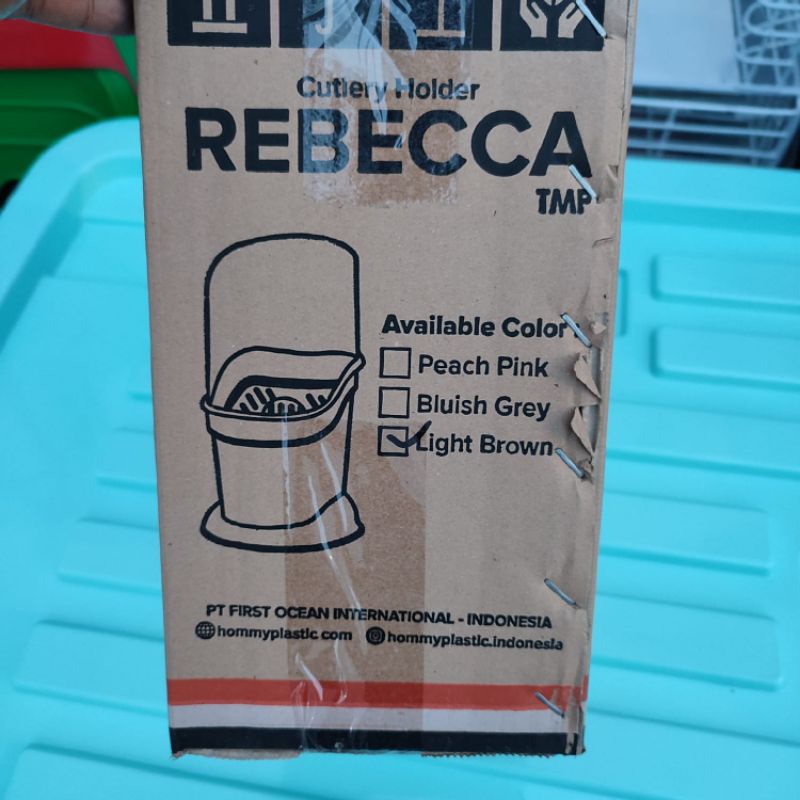 Cutlery Holder
REBECCA
TMP
Available Color
Peach Pink
Bluish Grey
Light Brown
PT FIRST OCEAN INTERNATIONAL - INDONESIA
hommyplastic.com hommyplastic.indonesia